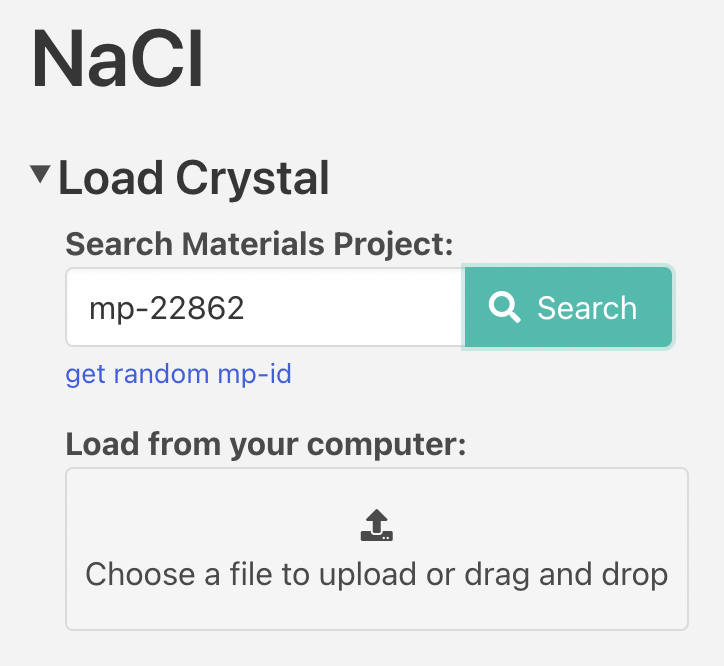 NaCl
Load Crystal
Search Materials Project:
mp-22862
Search
get random mp-id
Load from your computer:
Choose a file to upload or drag and drop